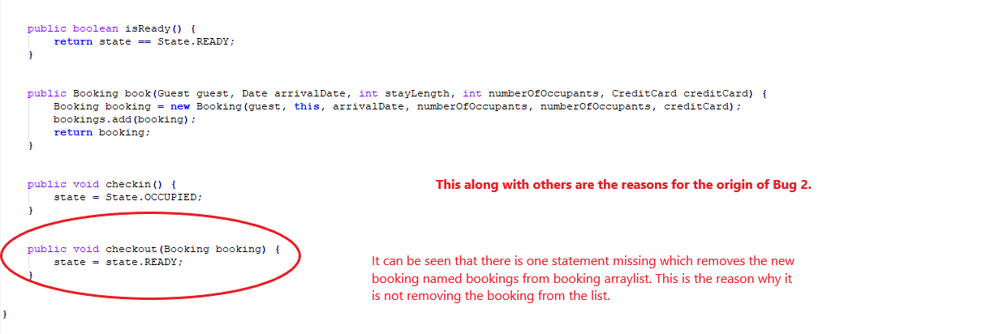 public boolean isReady() {
return state == State.READY;
}
public Booking book(Guest guest, Date arrivalDate, int stayLength, int numberOfOccupants, CreditCard creditCard) {
Booking booking = new Booking(guest, this, arrivalDate, numberOfOccupants, numberOfOccupants, creditCard);
bookings.add(booking);
return booking;
}
public void checkin() {
state = State.OCCUPIED;
}
This along with others are the reasons for the origin of Bug 2.
public void checkout(Booking booking) {
state = state.READY;
}
It can be seen that there is one statement missing which removes the new
booking named bookings from booking arraylist. This is the reason why it
is not removing the booking from the list.
}